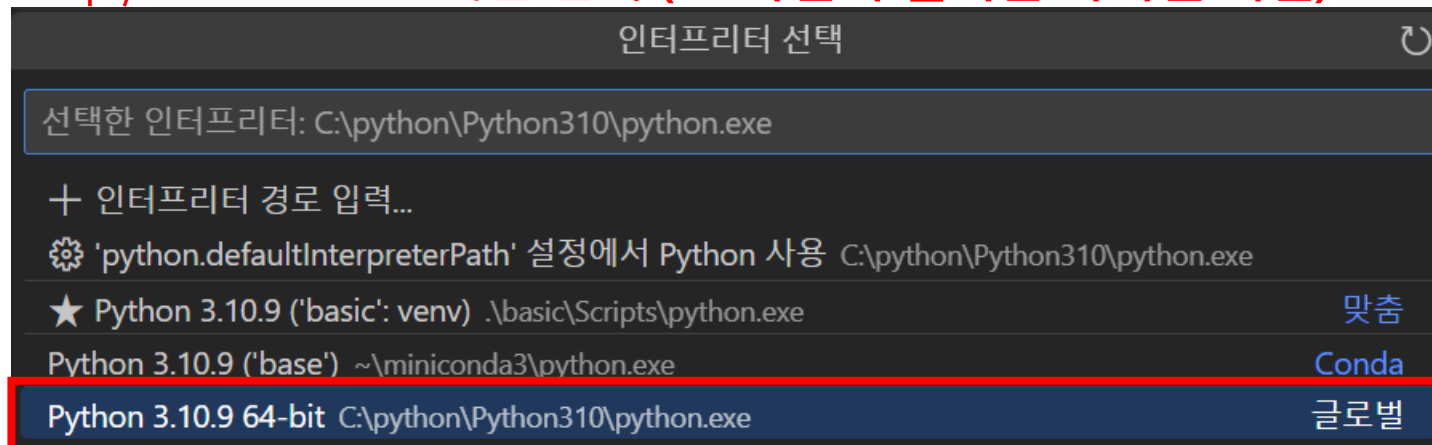 인터프리터 선택
선택한 인터프리터: C:\python\Python310\python.exe
인터프리터 경로 입력...
'python.defaultInterpreterPath' 설정에서 Python 사용 C:\python\Python310\python.exe
★ Python 3.10.9 ('basic': venv) .\basic\Scripts\python.exe 맞춤
Python 3.10.9 ('base') ~\miniconda3\python.exe Conda
Python 3.10.9 64-bit C:\python\Python310\python.exe 글로벌